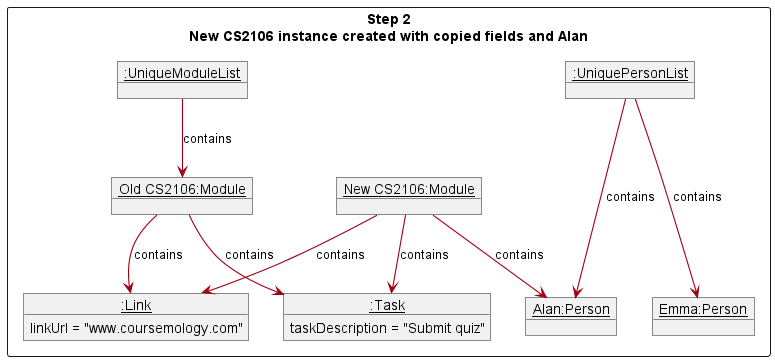 Step 2
New CS2106 instance created with copied fields and Alan
:UniqueModuleList
:UniquePersonList
contains
Old CS2106:Module
New CS2106:Module
contains
contains
contains
contains
contains
contains
contains
:Link
linkUrl = "www.coursemology.com"
:Task
taskDescription = "Submit quiz"
Alan:Person
Emma:Person